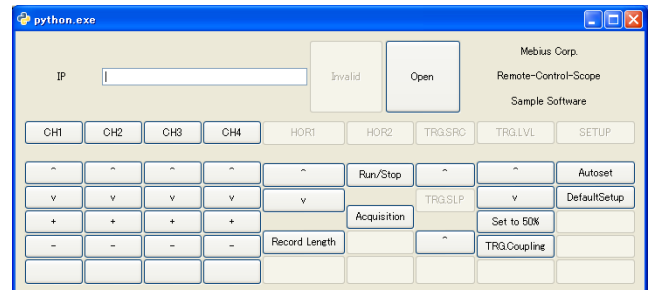 python.exe
IP Invalid Open Mebius Corp.
Remote-Control-Scope
Sample Software
CH1 CH2 CH3 CH4 HOR1 HOR2 TRG.SRC TRG.LVL SETUP
^ ^ ^ ^ ^ Run/Stop ^ ^ Autoset
v v v v v TRG.SLP v DefaultSetup
+ + + + Acquisition Set to 50%
- - - - Record Length ^ TRG.Coupling